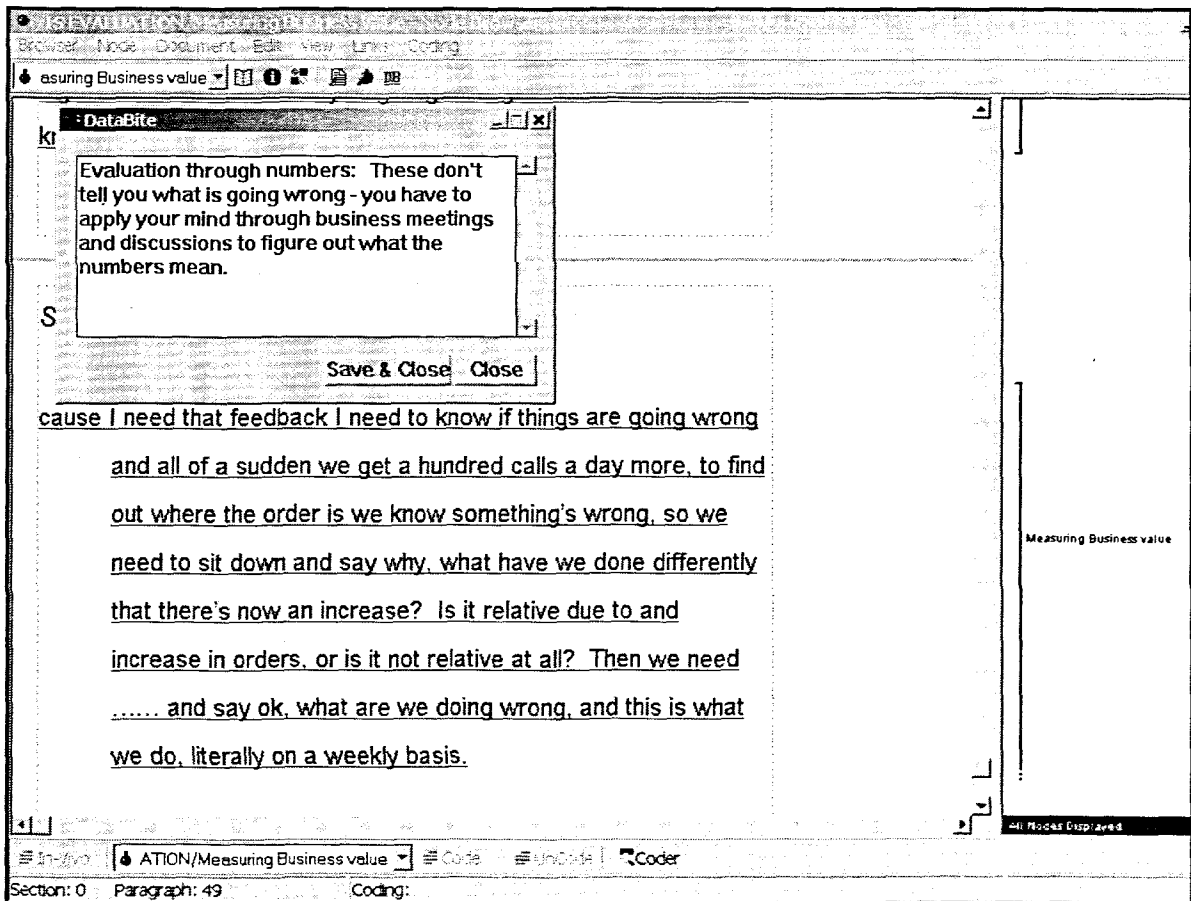 IS EVALUATION/Measuring Business
Browser Node Document Edit View Links Coding
asuring Business value
DataBite
Evaluation through numbers: These don't
tell you what is going wrong - you have to
apply your mind through business meetings
and discussions to figure out what the
numbers mean.
S
Save & Close Close
cause I need that feedback I need to know if things are going wrong
and all of a sudden we get a hundred calls a day more, to find
out where the order is we know something's wrong, so we
need to sit down and say why, what have we done differently
that there's now an increase? Is it relative due to and
increase in orders, or is it not relative at all? Then we need
...... and say ok, what are we doing wrong, and this is what
we do, literally on a weekly basis.
Measuring Business value
All Nodes Displayed
In-Vivo ATION/Measuring Business value Code UnCode Coder
Section: 0 Paragraph: 49 Coding: